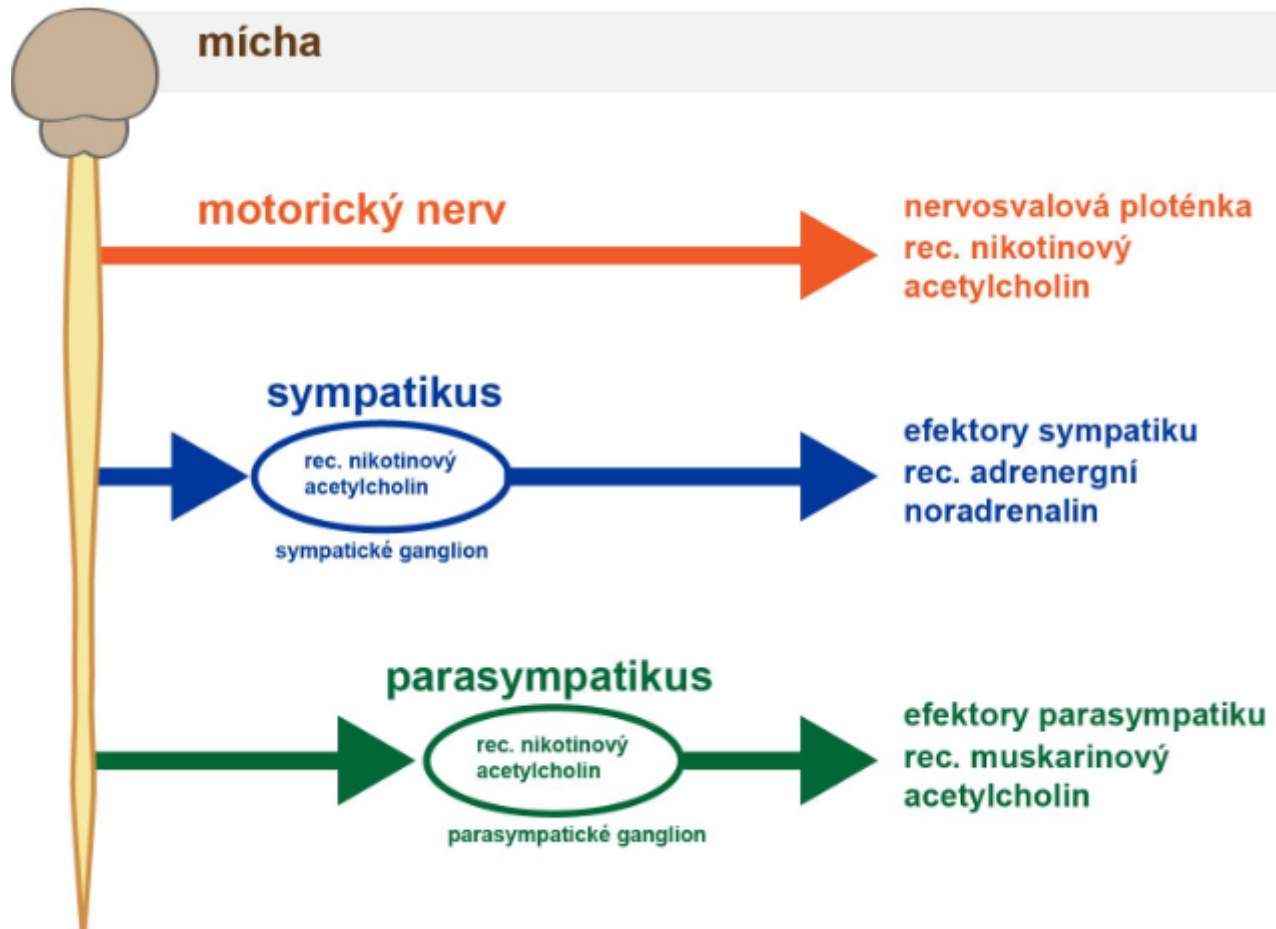 mícha
motorický nerv
nervosvalová ploténka
rec. nikotinový
acetylcholin
sympatikus
rec. nikotinový
acetylcholin
sympatické ganglion
efektory sympatiku
rec. adrenergní
noradrenalin
parasympatikus
rec. nikotinový
acetylcholin
parasympatické ganglion
efektory parasympatiku
rec. muskarinový
acetylcholin